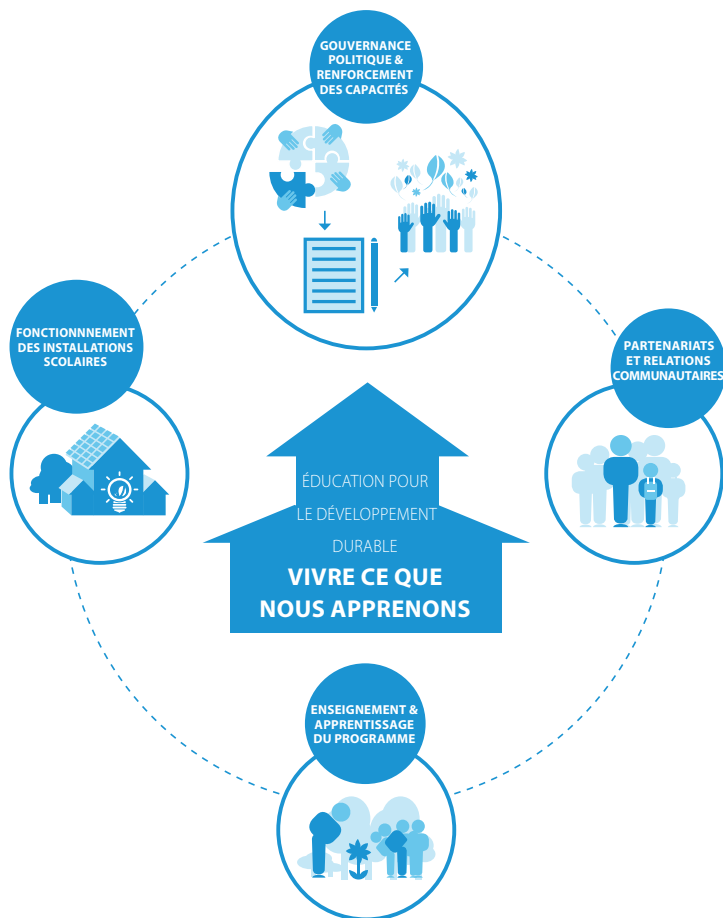 GOUVERNANCE
POLITIQUE &
RENFORCEMENT
DES CAPACITÉS
FONCTIONNNEMENT
DES INSTALLATIONS
SCOLAIRES
PARTENARIATS
ET RELATIONS
COMMUNAUTAIRES
ÉDUCATION POUR
LE DÉVELOPPEMENT
DURABLE
VIVRE CE QUE
NOUS APPRENONS
ENSEIGNEMENT &
APPRENTISSAGE
DU PROGRAMME